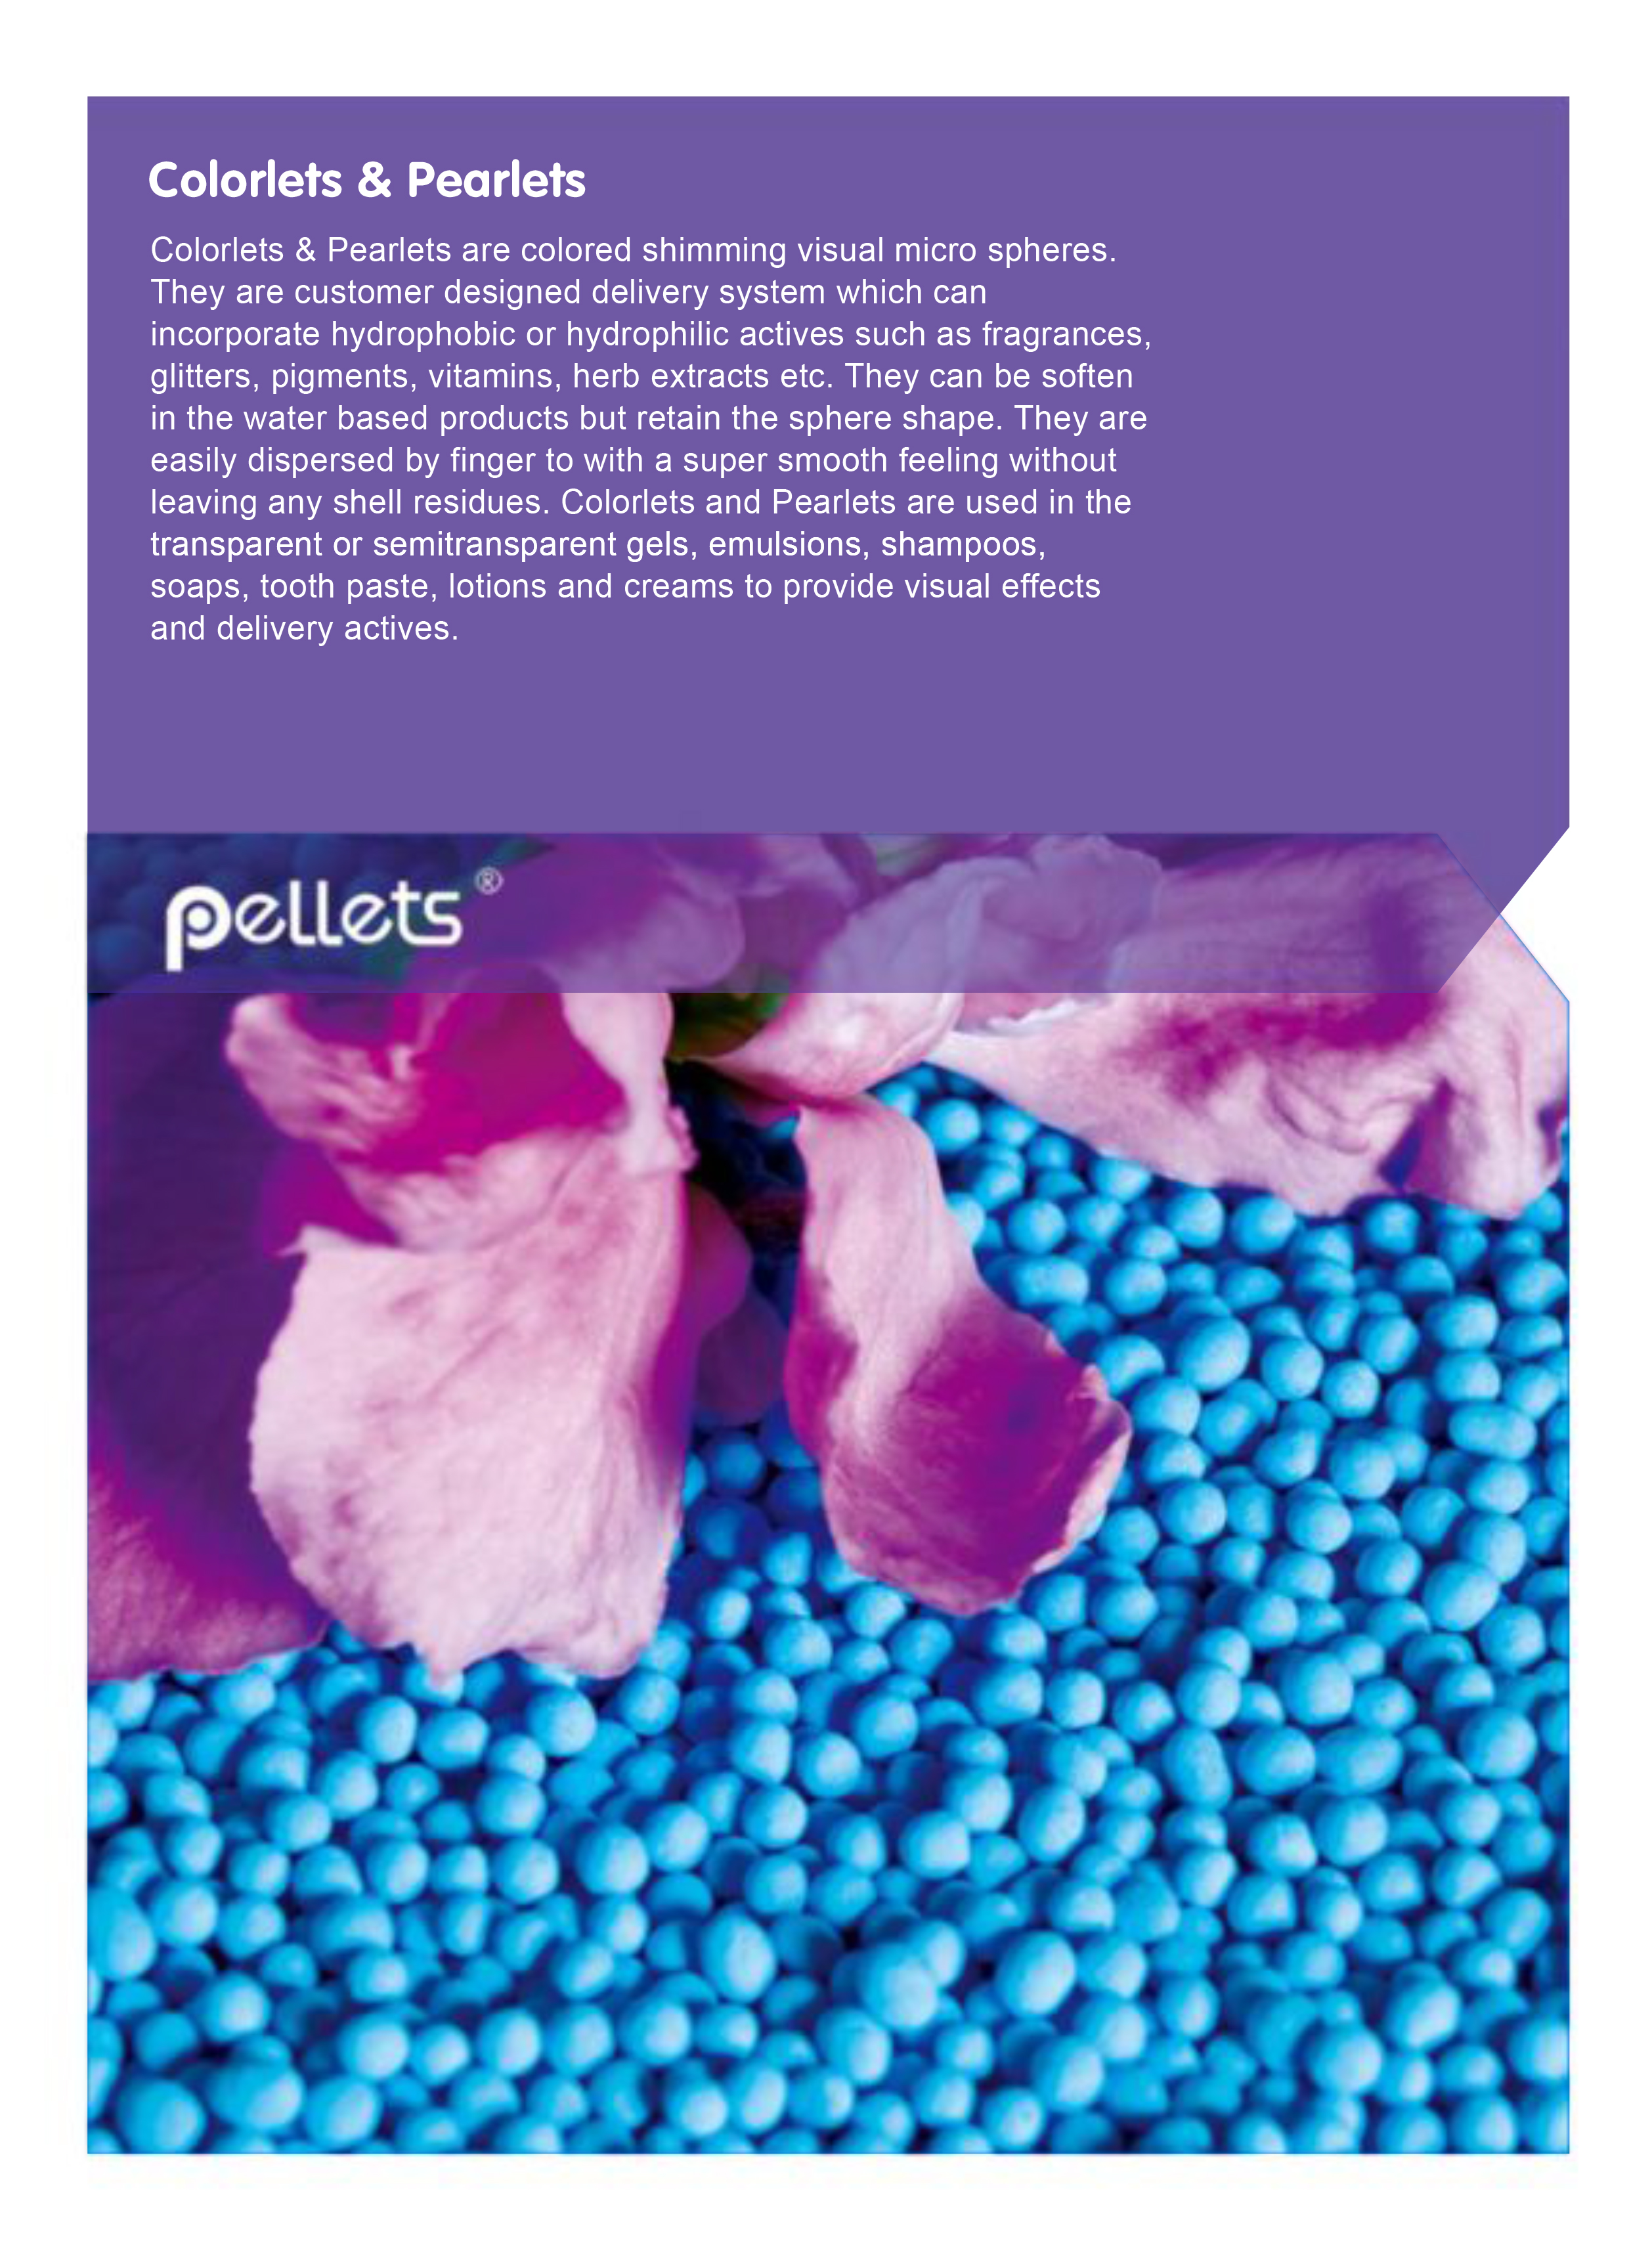 Colorlets & Pearlets
Colorlets & Pearlets are colored shimming visual micro spheres.
They are customer designed delivery system which can
incorporate hydrophobic or hydrophilic actives such as fragrances,
glitters, pigments, vitamins, herb extracts etc. They can be soften
in the water based products but retain the sphere shape. They are
easily dispersed by finger to with a super smooth feeling without
leaving any shell residues. Colorlets and Pearlets are used in the
transparent or semitransparent gels, emulsions, shampoos,
soaps, tooth paste, lotions and creams to provide visual effects
and delivery actives.
pellets ®